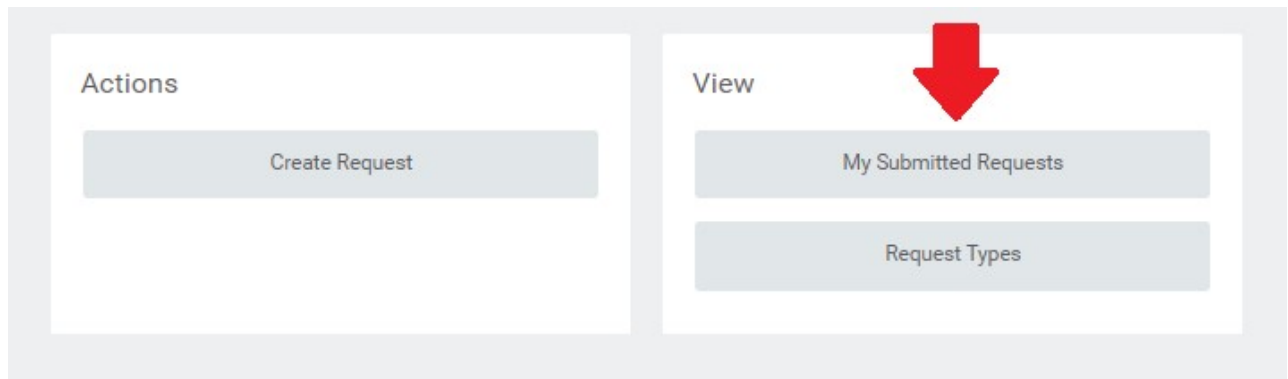 Actions
Create Request
View
My Submitted Requests
Request Types